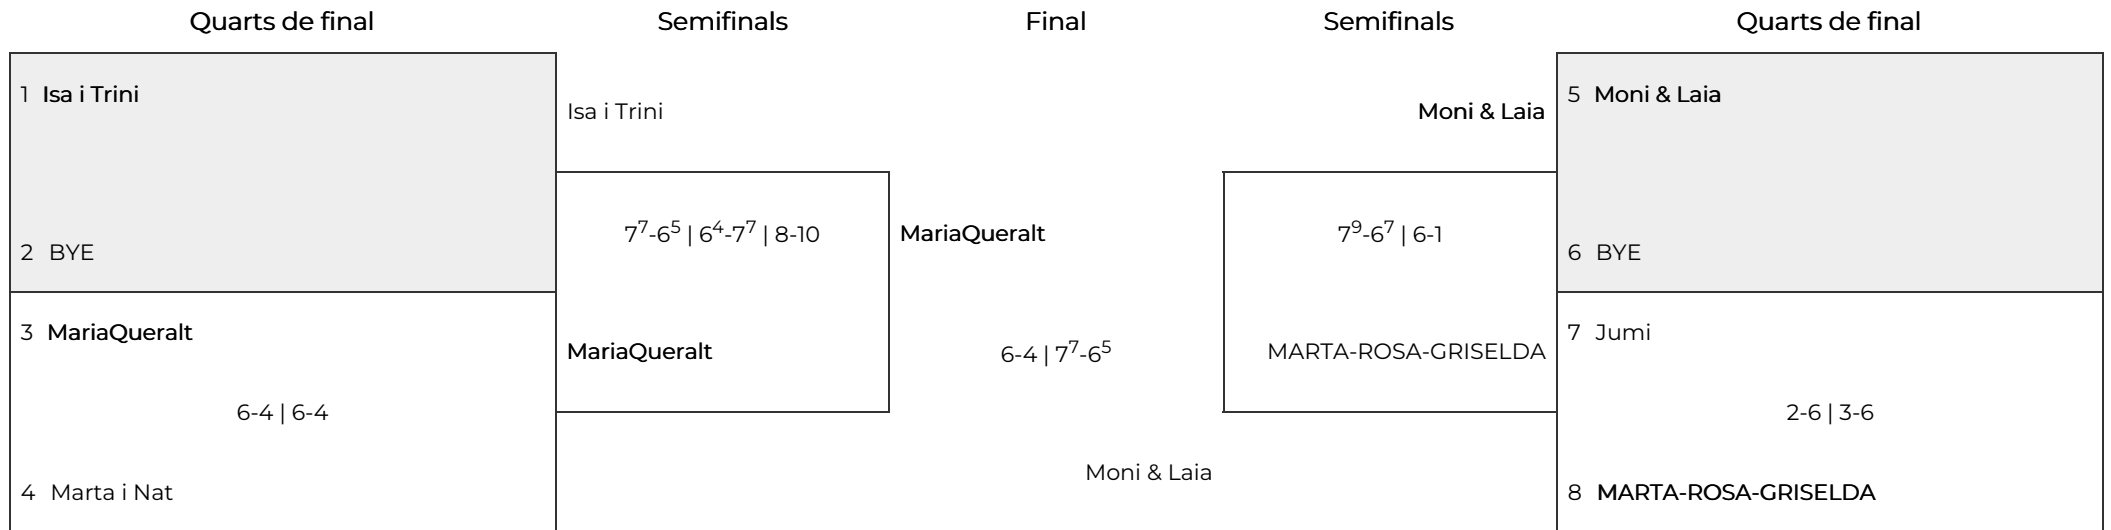 Quarts de final
Semifinals
Final
Semifinals
Quarts de final
1 Isa i Trini
2 BYE
3 MariaQueralt
6-4 | 6-4
4 Marta i Nat
Isa i Trini
7⁷-6⁵ | 6⁴-7⁷ | 8-10
MariaQueralt
MariaQueralt
6-4 | 7⁷-6⁵
Moni & Laia
Moni & Laia
7⁹-6⁷ | 6-1
MARTA-ROSA-GRISELDA
5 Moni & Laia
6 BYE
7 Jumi
2-6 | 3-6
8 MARTA-ROSA-GRISELDA